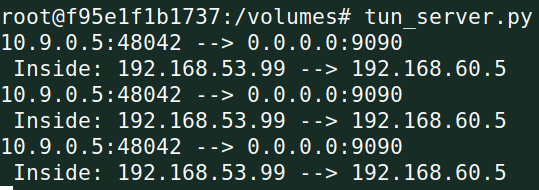 root@f95e1f1b1737:/volumes# tun_server.py
10.9.0.5:48042 --> 0.0.0.0:9090
 Inside: 192.168.53.99 --> 192.168.60.5
10.9.0.5:48042 --> 0.0.0.0:9090
 Inside: 192.168.53.99 --> 192.168.60.5
10.9.0.5:48042 --> 0.0.0.0:9090
 Inside: 192.168.53.99 --> 192.168.60.5